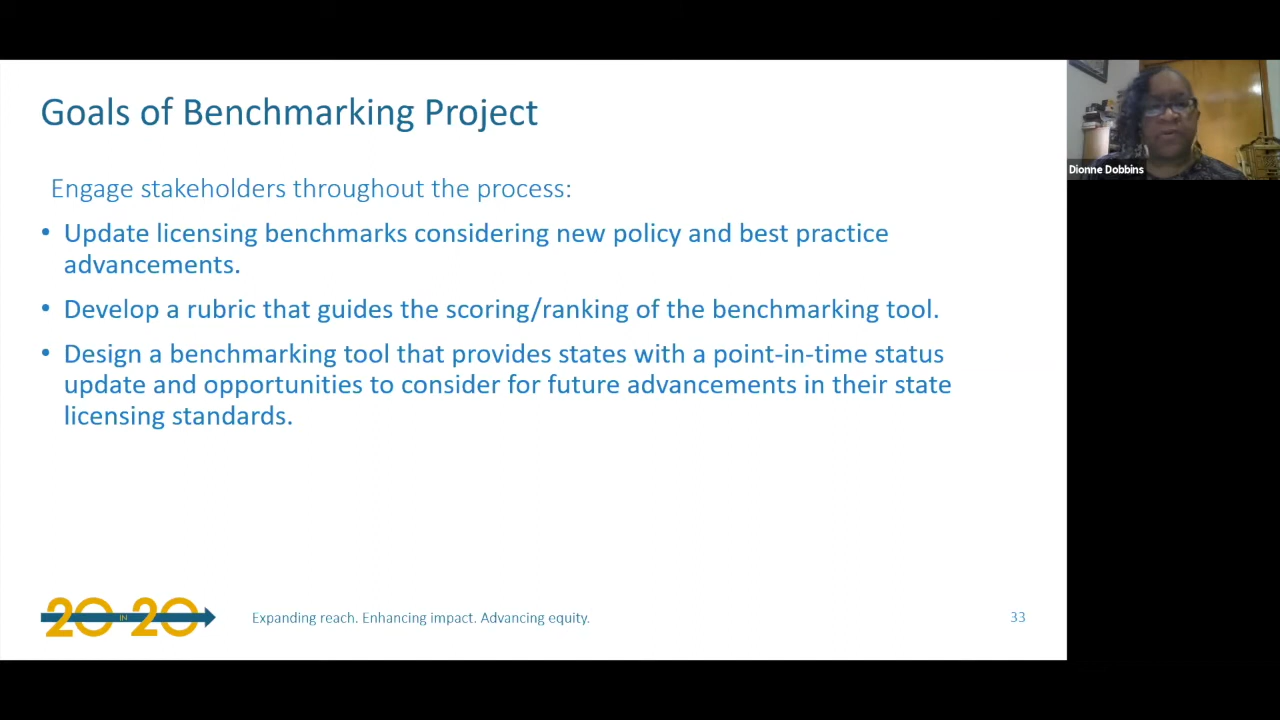 Goals of Benchmarking Project
Engage stakeholders throughout the process:
• Update licensing benchmarks considering new policy and best practice
advancements.
• Develop a rubric that guides the scoring/ranking of the benchmarking tool.
• Design a benchmarking tool that provides states with a point-in-time status
update and opportunities to consider for future advancements in their state
licensing standards.
20 IN 20
Expanding reach. Enhancing impact. Advancing equity.
33
Dionne Dobbins